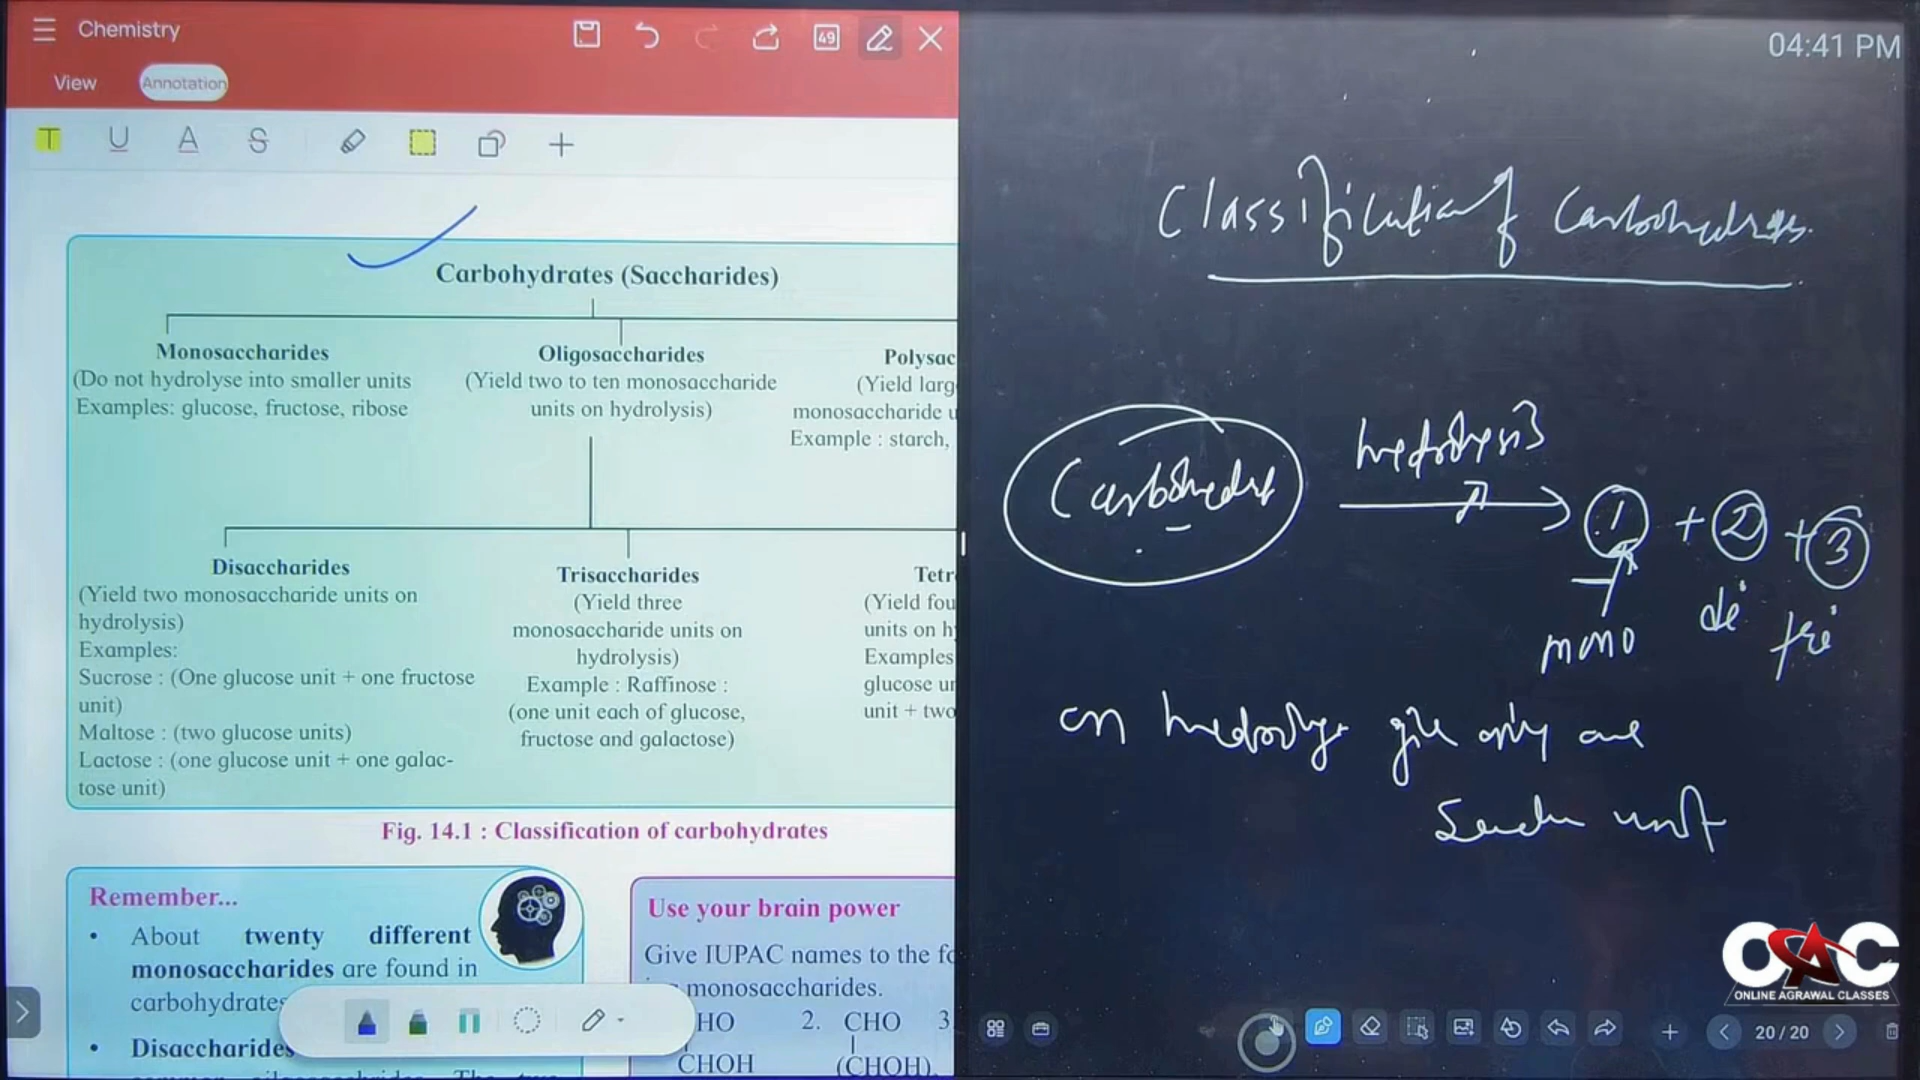 Chemistry
49
View
Annotation
T U A S
Carbohydrates (Saccharides)
Monosaccharides
(Do not hydrolyse into smaller units
Examples: glucose, fructose, ribose
Oligosaccharides
(Yield two to ten monosaccharide
units on hydrolysis)
Polysac
(Yield larg
monosaccharide u
Example : starch,
Disaccharides
(Yield two monosaccharide units on
hydrolysis)
Examples:
Sucrose : (One glucose unit + one fructose
unit)
Maltose : (two glucose units)
Lactose : (one glucose unit + one galac-
tose unit)
Trisaccharides
(Yield three
monosaccharide units on
hydrolysis)
Example : Raffinose :
(one unit each of glucose,
fructose and galactose)
Tetr
(Yield fou
units on h
Examples
glucose un
unit + two
Fig. 14.1 : Classification of carbohydrates
Remember...
• About twenty different
monosaccharides are found in
carbohydrates
• Disaccharides
Use your brain power
Give IUPAC names to the fo
monosaccharides.
HO 2. CHO 3
CHOH (CHOH)
04:41 PM
Classification of Carbohydrates.
1 + 2 + 3
mono di tri
on give only one
unit
OAC
ONLINE AGRAWAL CLASSES
20 / 20